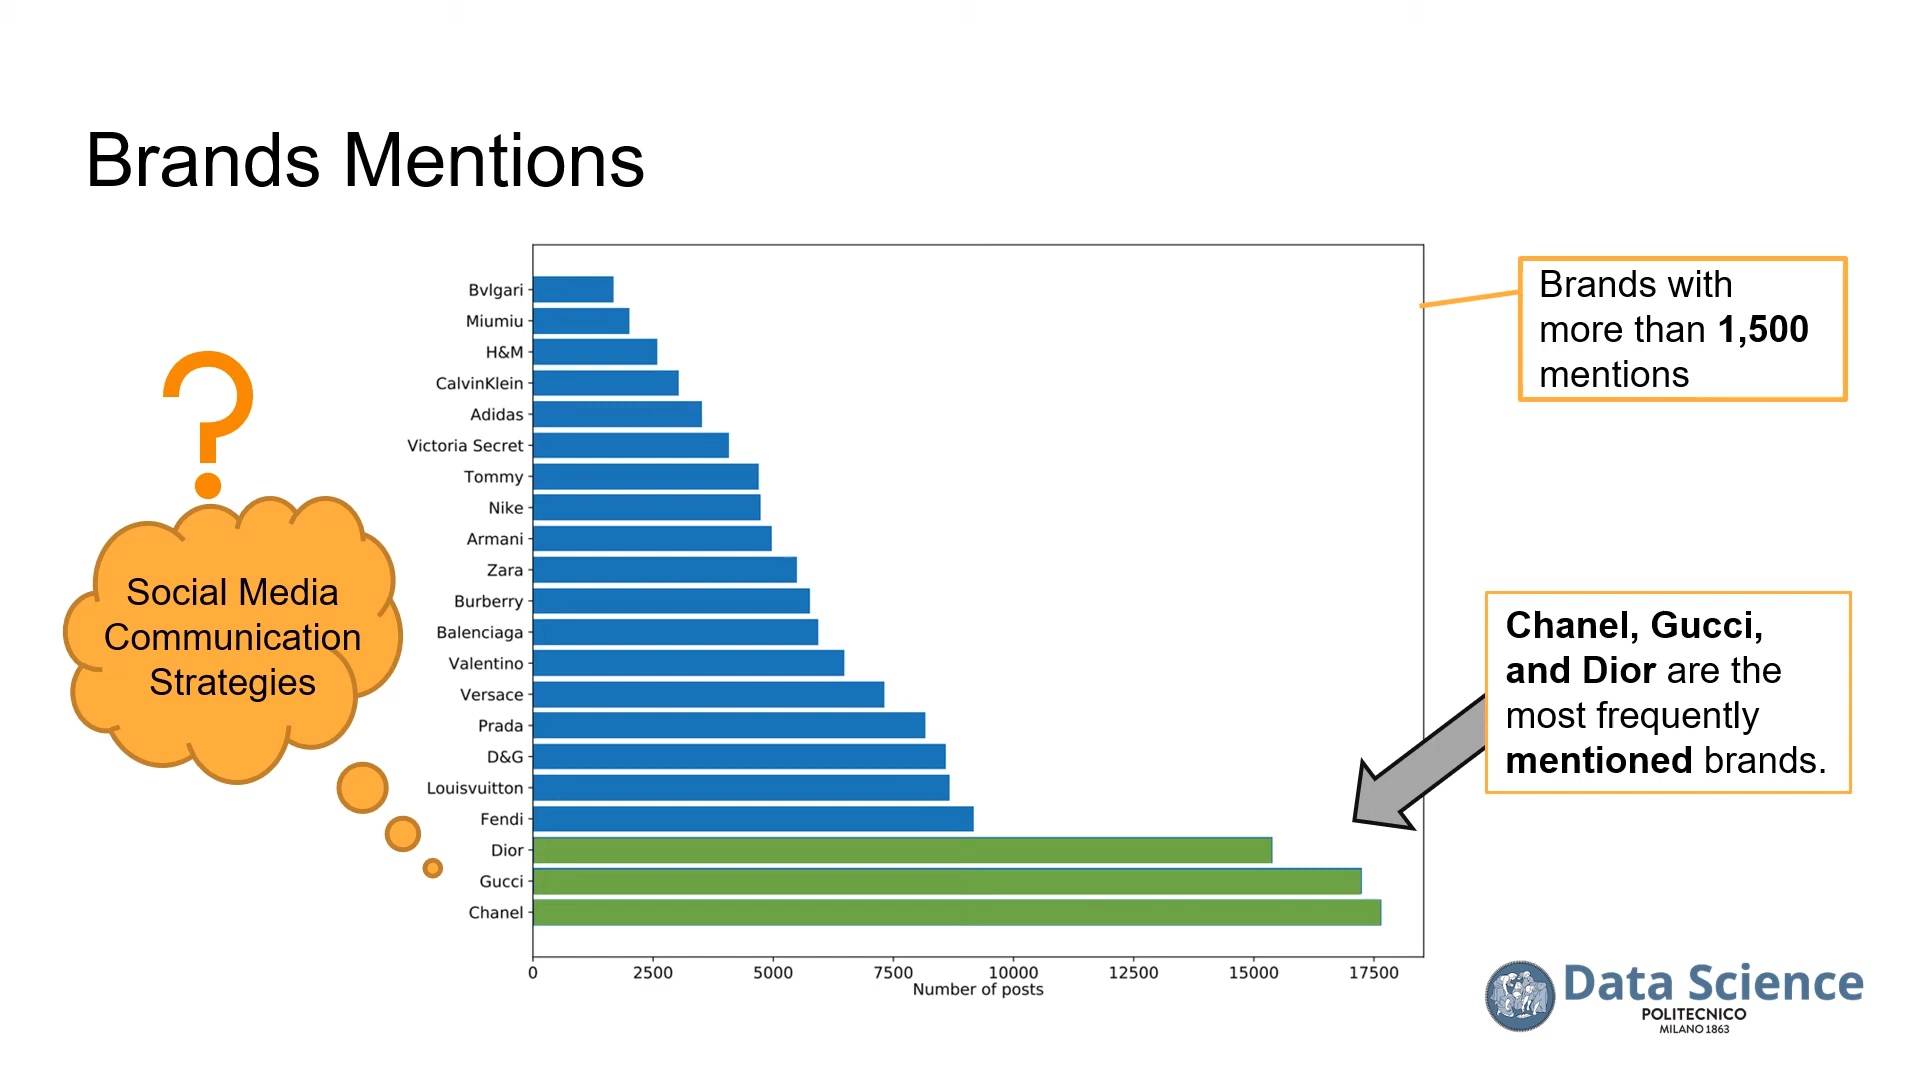 Brands Mentions
Brands with
more than 1,500
mentions
Bvlgari
Miumiu
H&M
CalvinKlein
Adidas
Victoria Secret
Tommy
Nike
Armani
Zara
Burberry
Balenciaga
Valentino
Versace
Prada
D&G
Louisvuitton
Fendi
Dior
Gucci
Chanel
0 2500 5000 7500 10000 12500 15000 17500
Number of posts
?
Social Media
Communication
Strategies
Chanel, Gucci,
and Dior are the
most frequently
mentioned brands.
Data Science
POLITECNICO
MILANO 1863